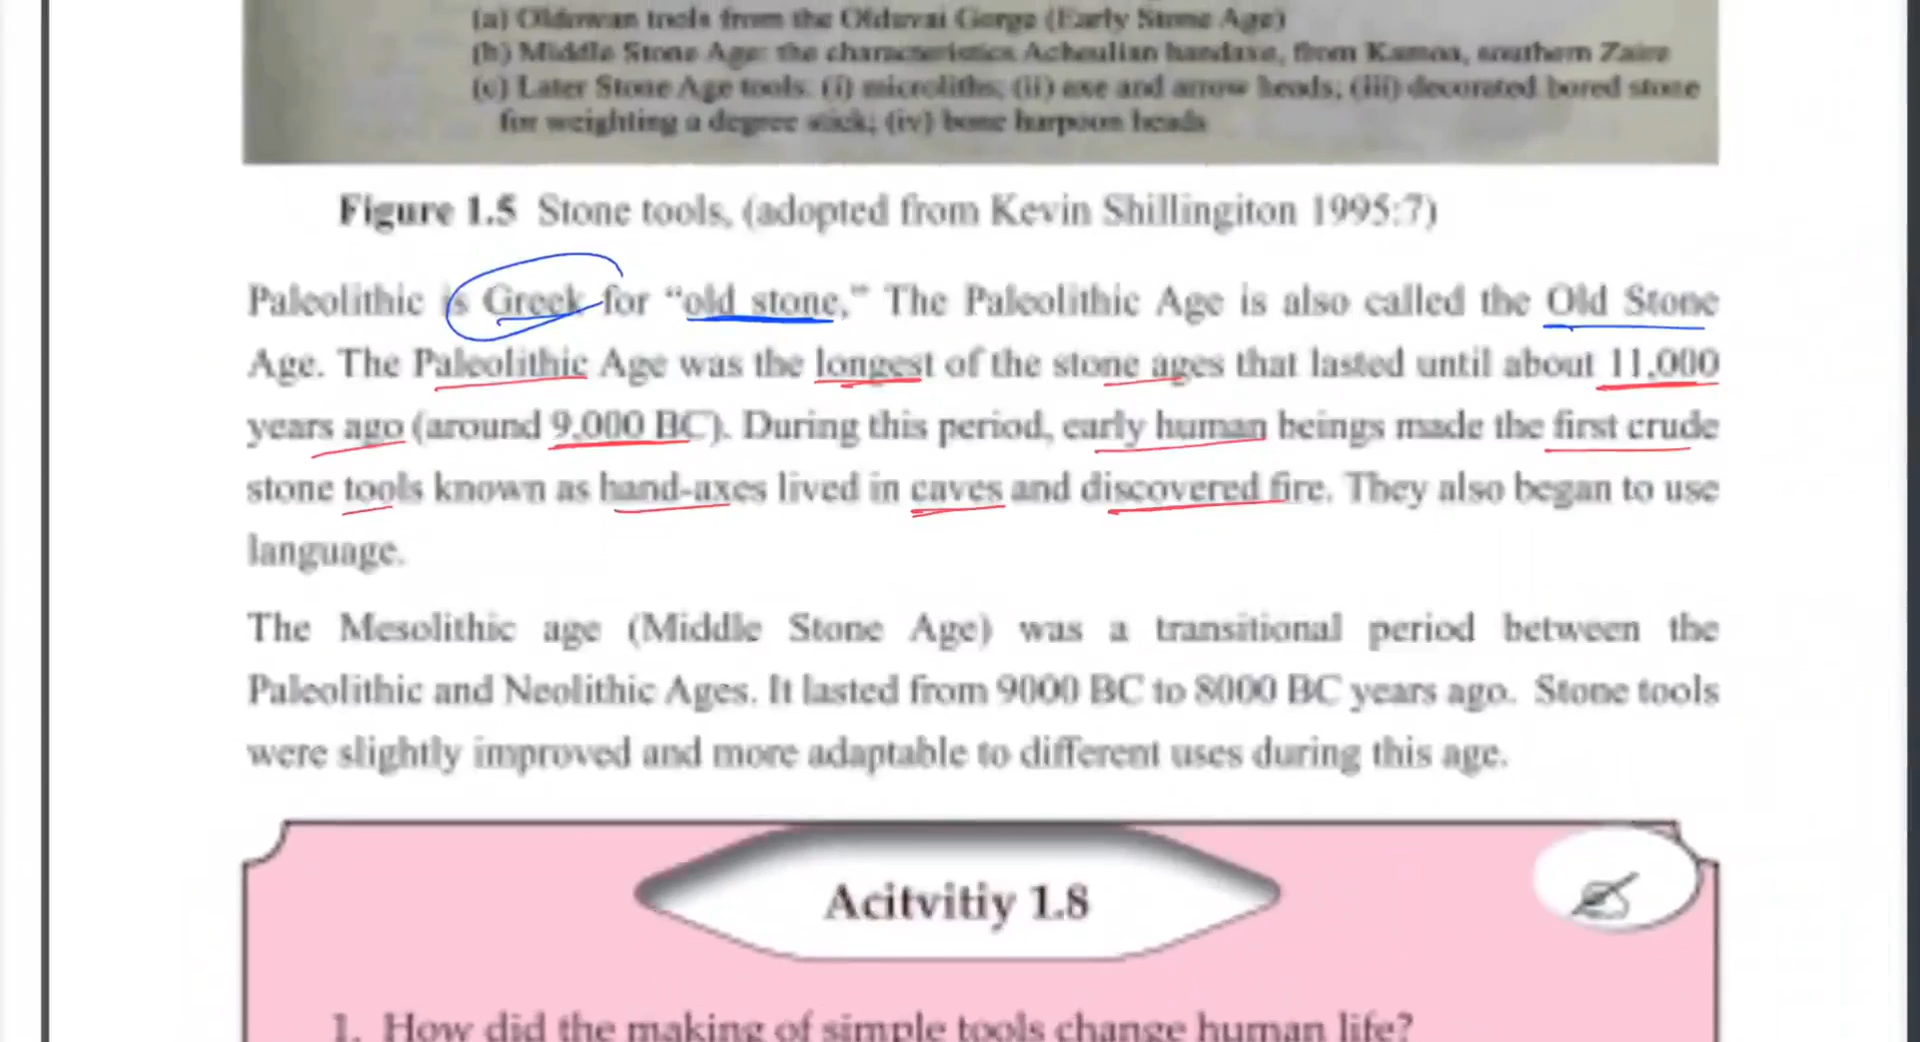 (a) Oldowan tools from the Olduvai Gorge (Early Stone Age)
(b) Middle Stone Age: the characteristics Acheulian handaxe, from Kamoa, southern Zaire
(c) Later Stone Age tools: (i) microliths; (ii) axe and arrow heads; (iii) decorated bored stone
for weighting a degree stick; (iv) bone harpoon heads
Figure 1.5 Stone tools, (adopted from Kevin Shillingiton 1995:7)
Paleolithic is Greek for “old stone,” The Paleolithic Age is also called the Old Stone
Age. The Paleolithic Age was the longest of the stone ages that lasted until about 11,000
years ago (around 9,000 BC). During this period, early human beings made the first crude
stone tools known as hand-axes lived in caves and discovered fire. They also began to use
language.
The Mesolithic age (Middle Stone Age) was a transitional period between the
Paleolithic and Neolithic Ages. It lasted from 9000 BC to 8000 BC years ago. Stone tools
were slightly improved and more adaptable to different uses during this age.
Acitvitiy 1.8
1. How did the making of simple tools change human life?